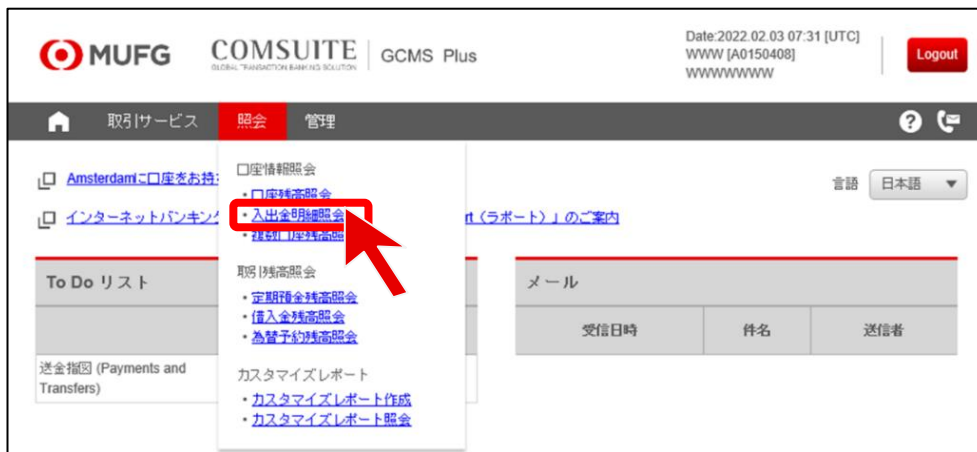 MUFG
COMSUITE
GLOBAL TRANSACTION BANKING SOLUTION
GCMS Plus
Date:2022.02.03 07:31 [UTC]
WWW [A0150408]
WWWWWWWW
Logout
取引サービス 照会 管理
Amsterdamに口座をお持
インターネットバンキング
rt（ラポート）」のご案内
言語 日本語
口座情報照会
・口座残高照会
・入出金明細照会
・複数口座残高照
取引残高照会
・定期預金残高照会
・借入金残高照会
・為替予約残高照会
カスタマイズレポート
・カスタマイズレポート作成
・カスタマイズレポート照会
To Do リスト
送金指図 (Payments and
Transfers)
メール
受信日時 件名 送信者